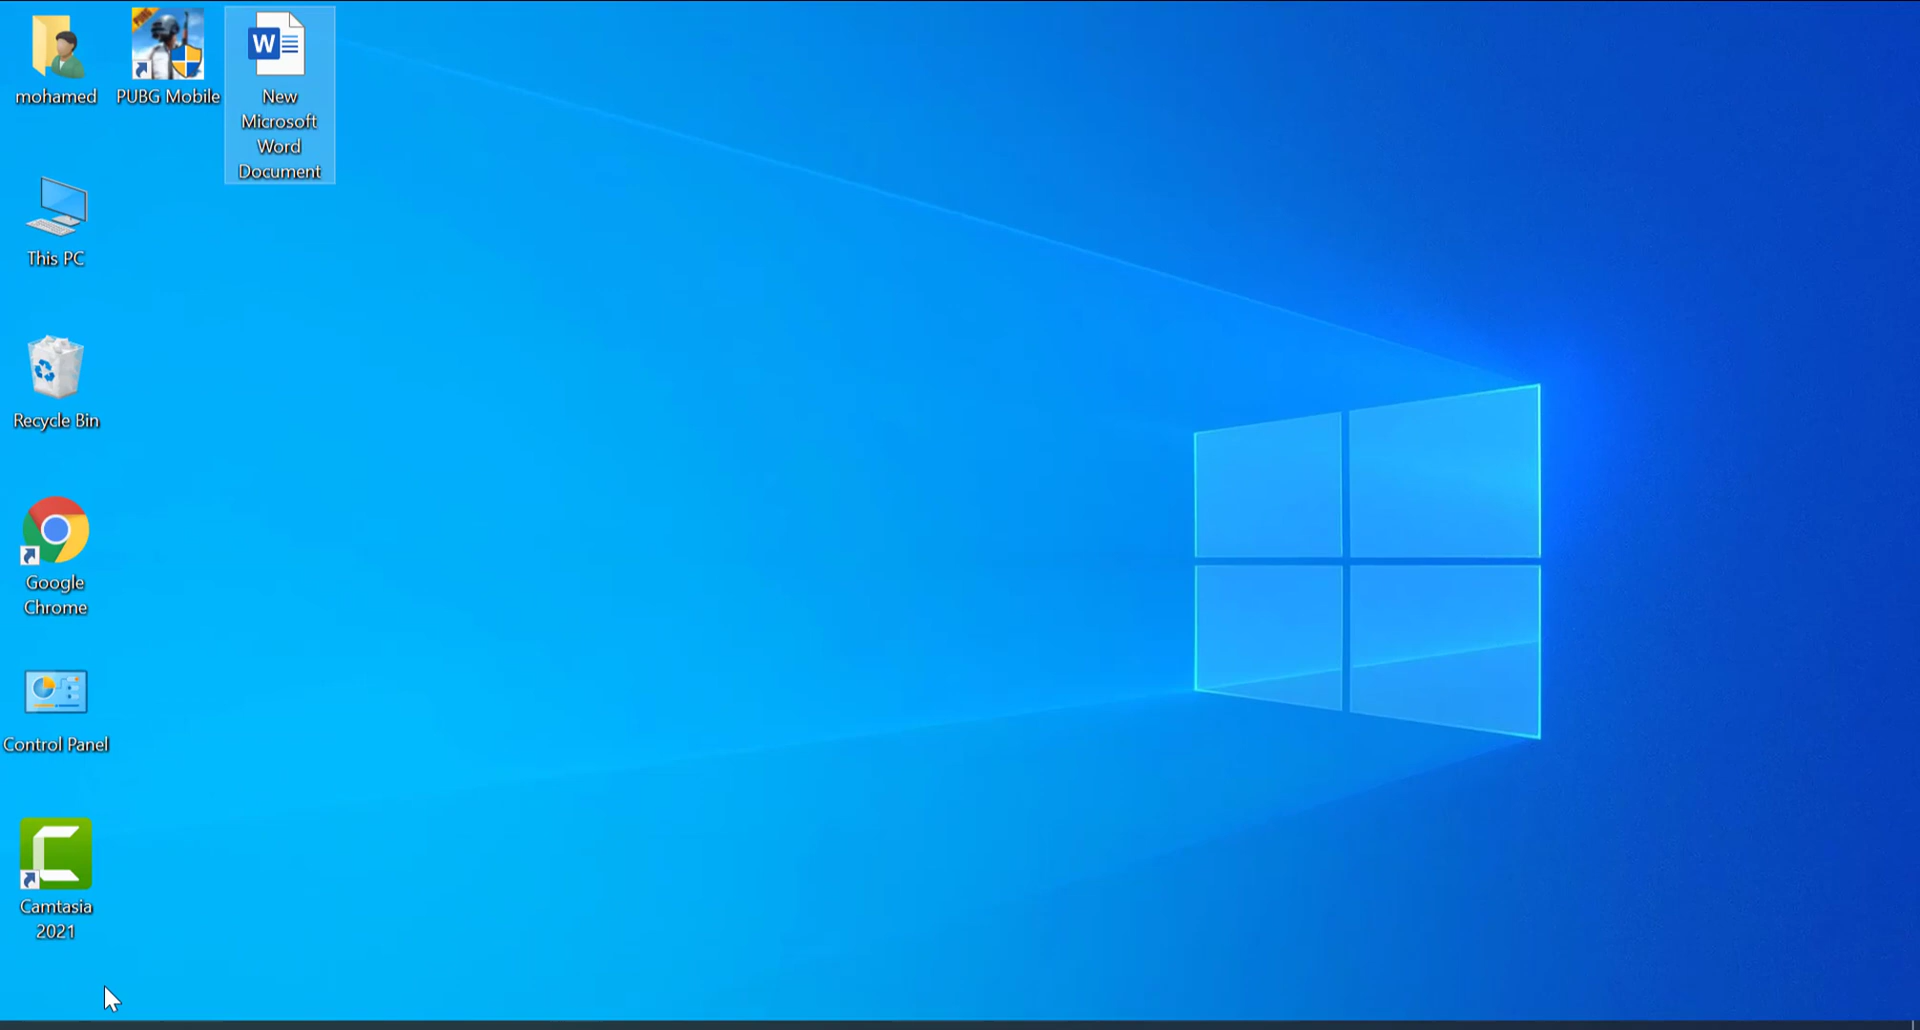 mohamed
PUBG Mobile
W
New
Microsoft
Word
Document
This PC
Recycle Bin
Google
Chrome
Control Panel
Camtasia
2021